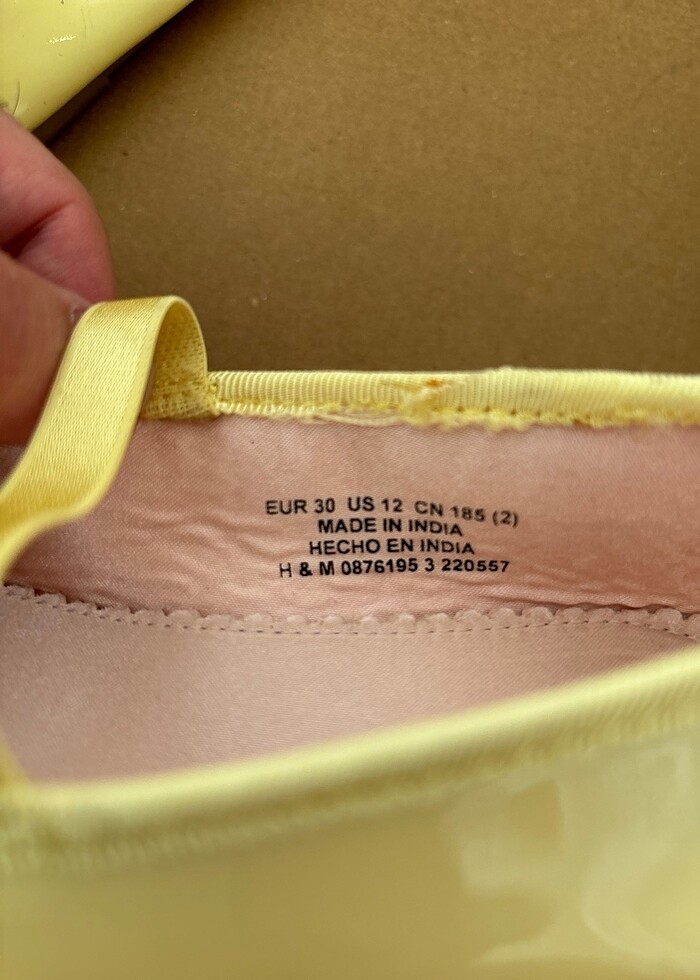 EUR 30 US 12 CN 185 (2)
MADE IN INDIA
HECHO EN INDIA
H & M 0876195 3 220557